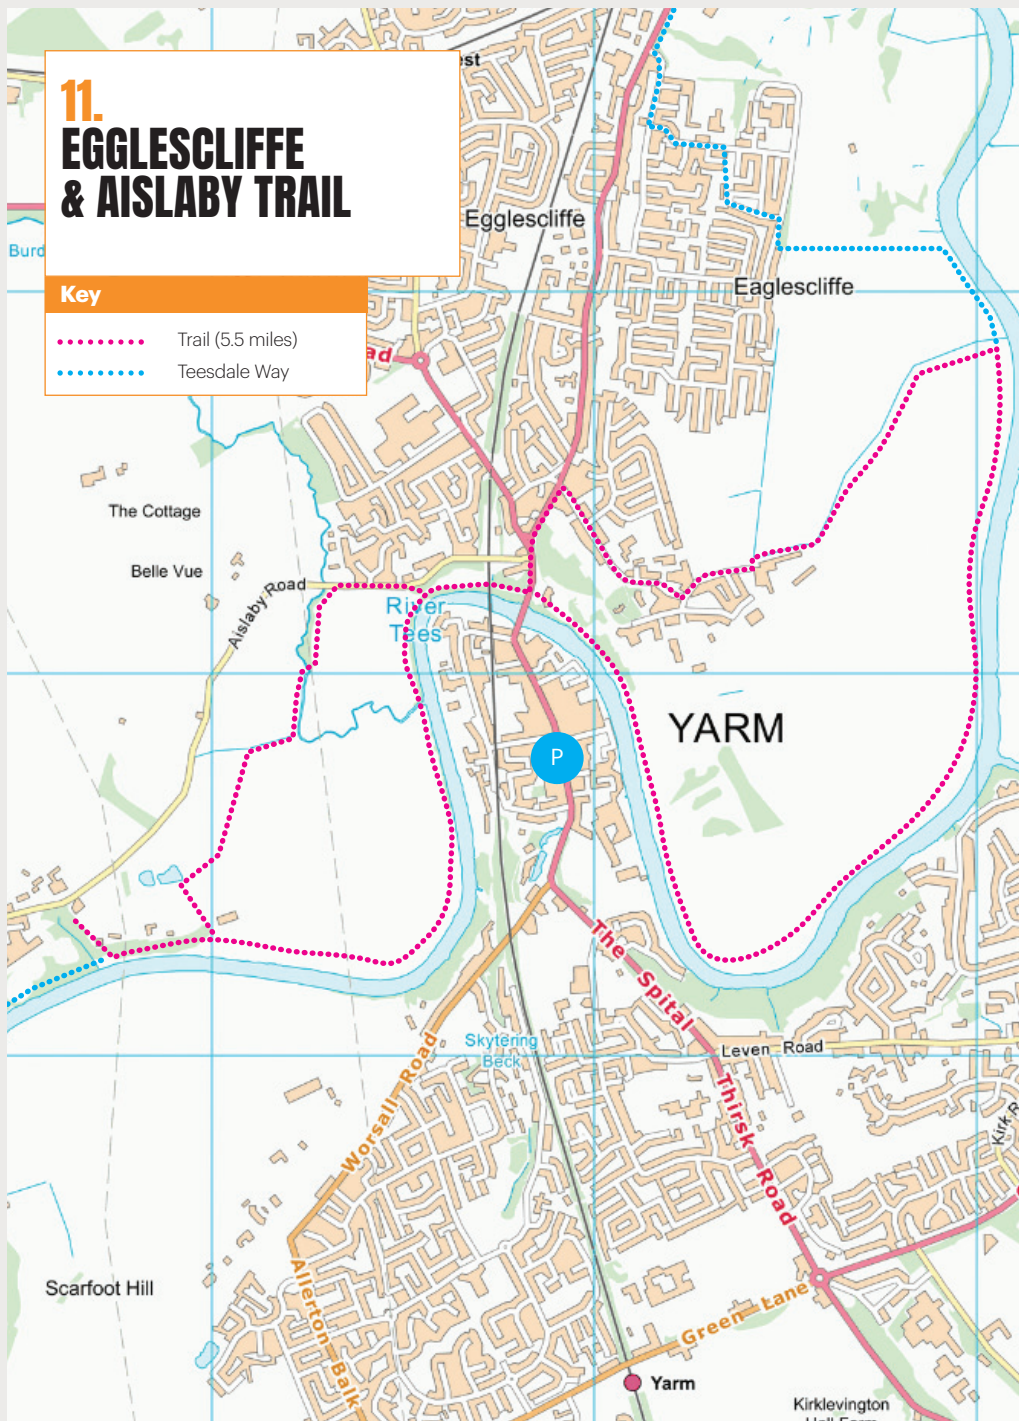 11.
EGGLESCLIFFE
& AISLABY TRAIL
Key
Trail (5.5 miles)
Teesdale Way
Egglescliffe
Eaglescliffe
The Cottage
Belle Vue
Aislaby Road
River
Tees
YARM
P
The Spital
Leven Road
Skytering
Beck
Worsall Road
Thirsk Road
Scarfoot Hill
Allerton Balk
Green Lane
Yarm
Kirklevington